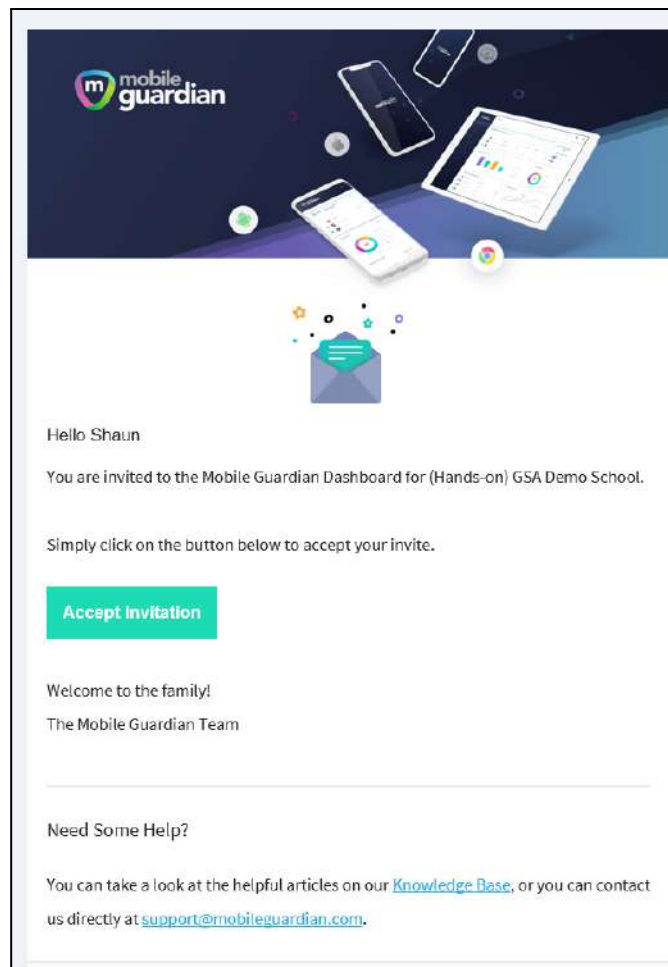 mobile
guardian
Hello Shaun
You are invited to the Mobile Guardian Dashboard for (Hands-on) GSA Demo School.
Simply click on the button below to accept your invite.
Accept Invitation
Welcome to the family!
The Mobile Guardian Team
Need Some Help?
You can take a look at the helpful articles on our Knowledge Base, or you can contact
us directly at support@mobileguardian.com.